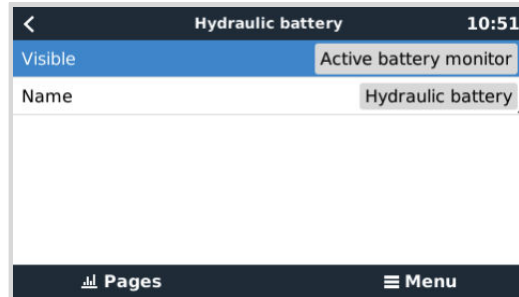 Hydraulic battery 10:51
Visible Active battery monitor
Name Hydraulic battery
Pages Menu